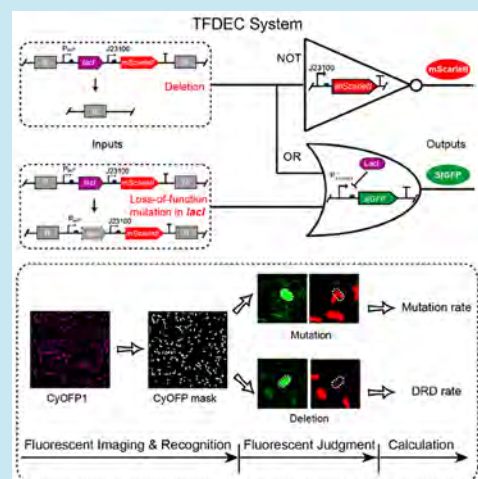 TFDEC System
R
lacI
J23100
mScarletI
R
R
Deletion
Inputs
R
lacI
J23100
mScarletI
R
Loss-of-function
mutation in lacI
R
J23100
mScarletI
R
NOT
J23100
mScarletI
mScarletI
Outputs
OR
LacI
sfGFP
SfGFP
CyOFP1
CyOFP mask
Mutation
Mutation rate
Deletion
DRD rate
Fluorescent Imaging & Recognition
Fluorescent Judgment
Calculation